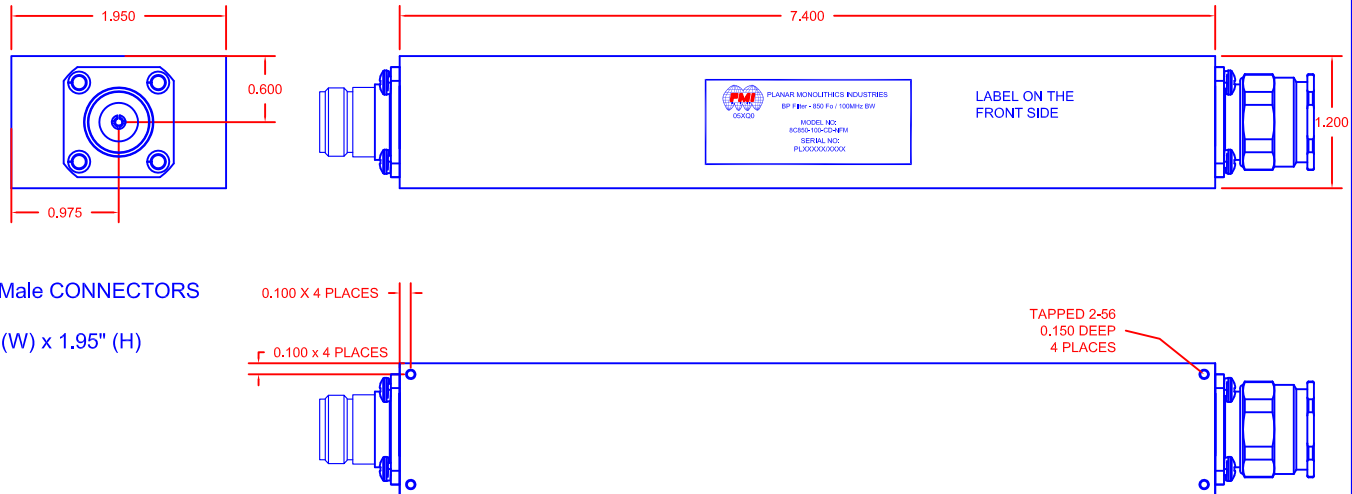 1.950
7.400
0.600
0.975
PMI
05XQ0
PLANAR MONOLITHICS INDUSTRIES
BP Filter - 850 Fo / 100MHz BW
MODEL NO:
8C850-100-CD-NFM
SERIAL NO:
PLXXXXX/XXXX
LABEL ON THE
FRONT SIDE
1.200
Male CONNECTORS
(W) x 1.95" (H)
0.100 X 4 PLACES
0.100 x 4 PLACES
TAPPED 2-56
0.150 DEEP
4 PLACES